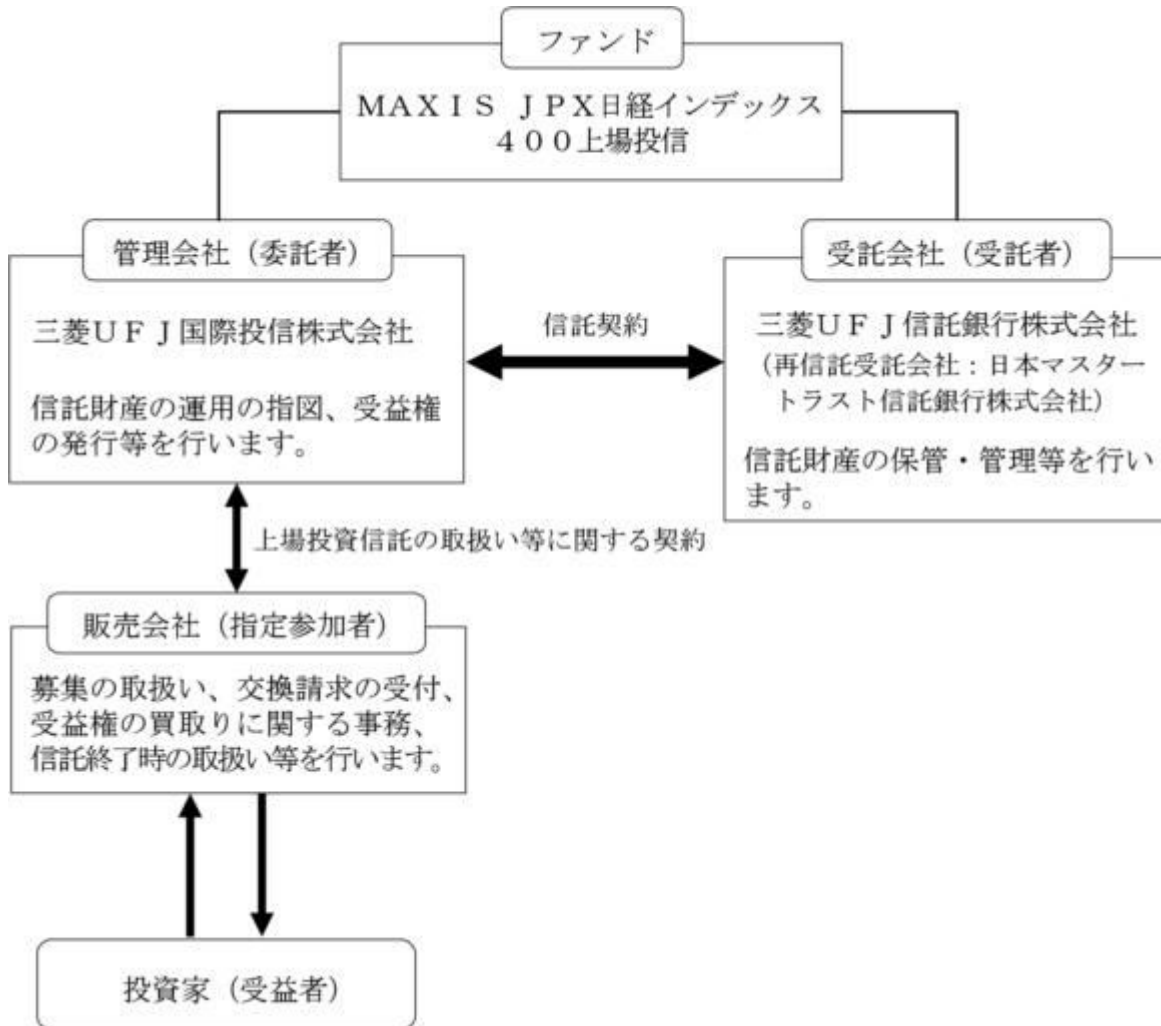 ファンド
MAXIS JPX日経インデックス
400上場投信
管理会社（委託者）
三菱UFJ国際投信株式会社
信託財産の運用の指図、受益権
の発行等を行います。
信託契約
受託会社（受託者）
三菱UFJ信託銀行株式会社
（再信託受託会社：日本マスター
トラスト信託銀行株式会社）
信託財産の保管・管理等を行い
ます。
上場投資信託の取扱い等に関する契約
販売会社（指定参加者）
募集の取扱い、交換請求の受付、
受益権の買取りに関する事務、
信託終了時の取扱い等を行います。
投資家（受益者）